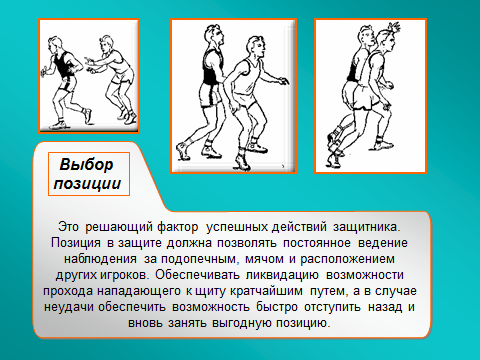 Выбор
позиции
Это решающий фактор успешных действий защитника.
Позиция в защите должна позволять постоянное ведение
наблюдения за подопечным, мячом и расположением
других игроков. Обеспечивать ликвидацию возможности
прохода нападающего к щиту кратчайшим путем, а в случае
неудачи обеспечить возможность быстро отступить назад и
вновь занять выгодную позицию.